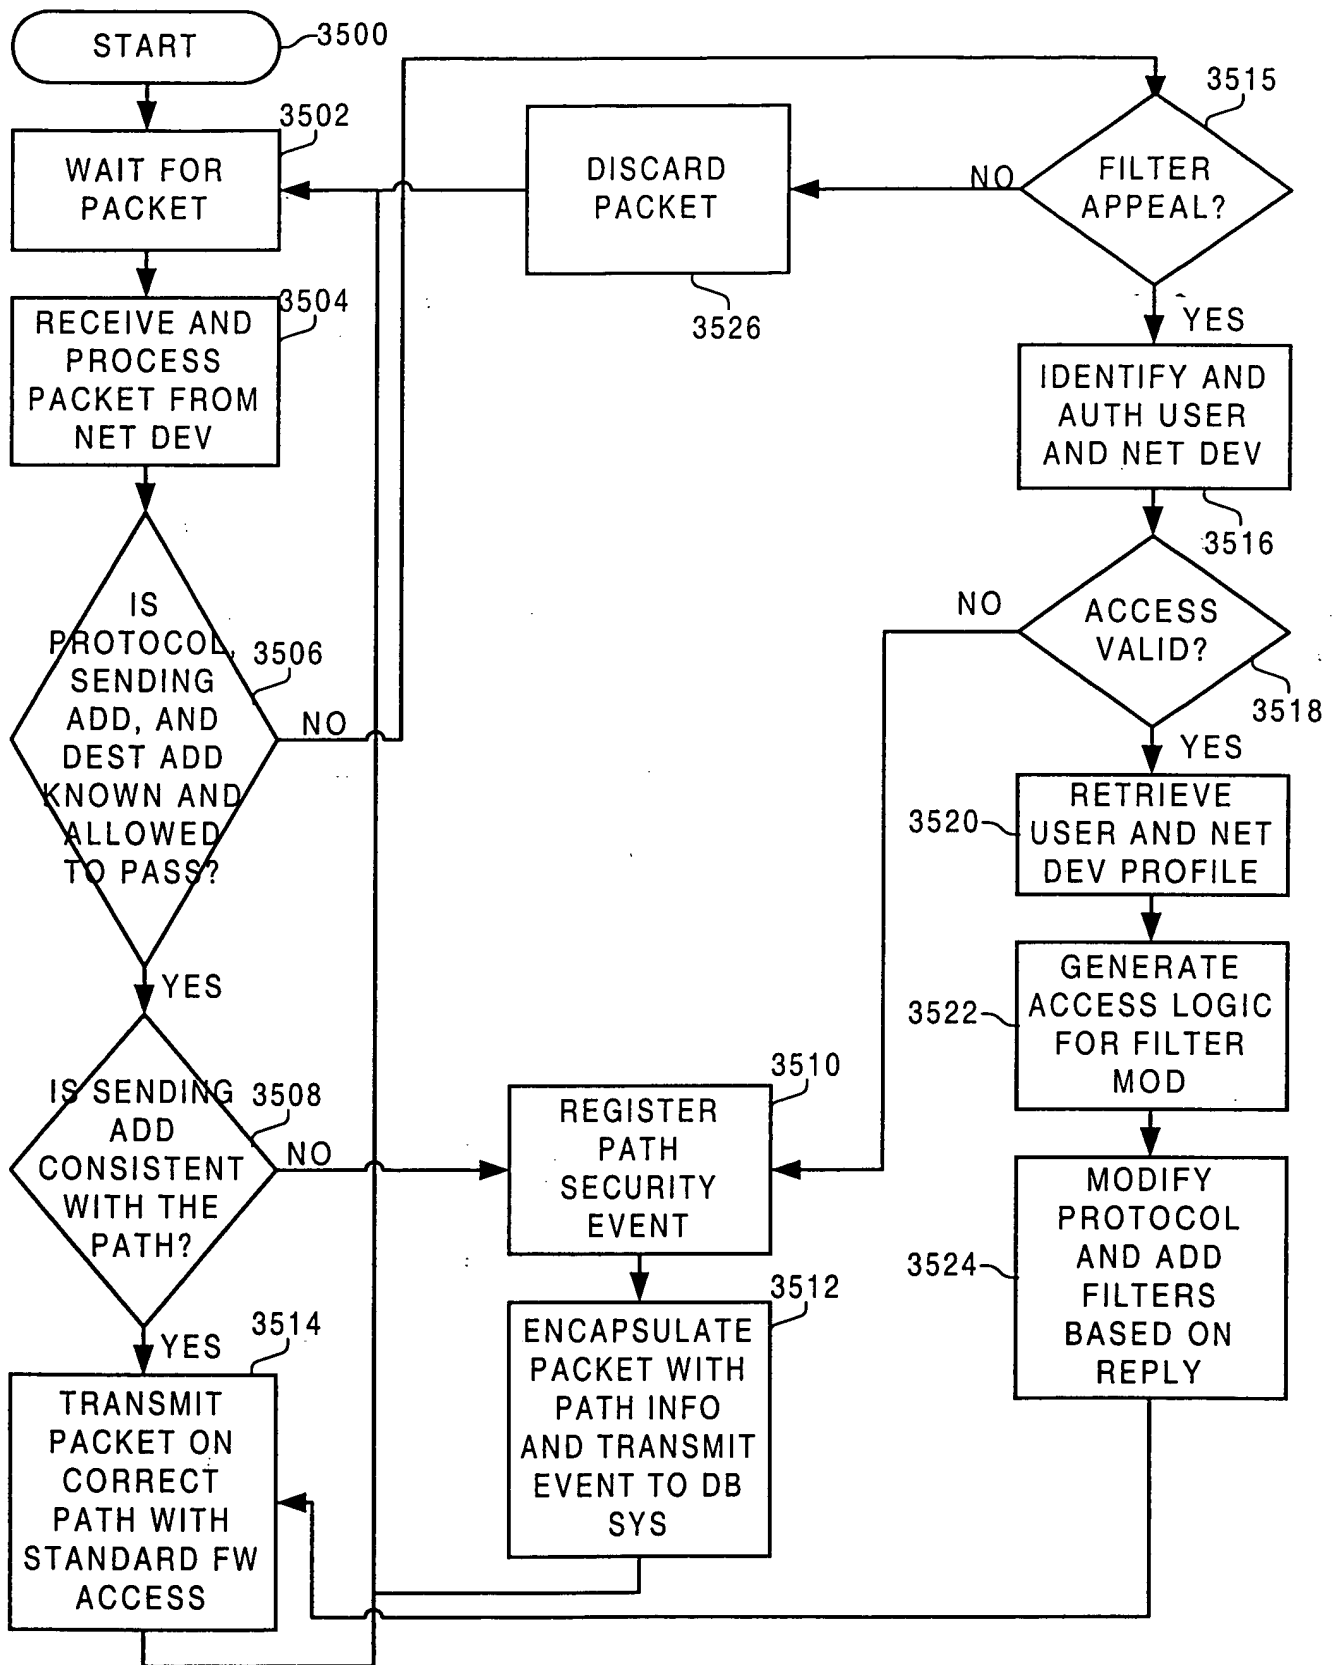 START
3500
3502
WAIT FOR
PACKET
3504
RECEIVE AND
PROCESS
PACKET FROM
NET DEV
IS
PROTOCOL,
SENDING
ADD, AND
DEST ADD
KNOWN AND
ALLOWED
TO PASS?
3506
NO
YES
IS SENDING
ADD
CONSISTENT
WITH THE
PATH?
3508
NO
YES
3514
TRANSMIT
PACKET ON
CORRECT
PATH WITH
STANDARD FW
ACCESS
DISCARD
PACKET
3526
3510
REGISTER
PATH
SECURITY
EVENT
3512
ENCAPSULATE
PACKET WITH
PATH INFO
AND TRANSMIT
EVENT TO DB
SYS
3515
FILTER
APPEAL?
NO
YES
IDENTIFY AND
AUTH USER
AND NET DEV
3516
ACCESS
VALID?
NO
3518
YES
3520
RETRIEVE
USER AND NET
DEV PROFILE
3522
GENERATE
ACCESS LOGIC
FOR FILTER
MOD
3524
MODIFY
PROTOCOL
AND ADD
FILTERS
BASED ON
REPLY